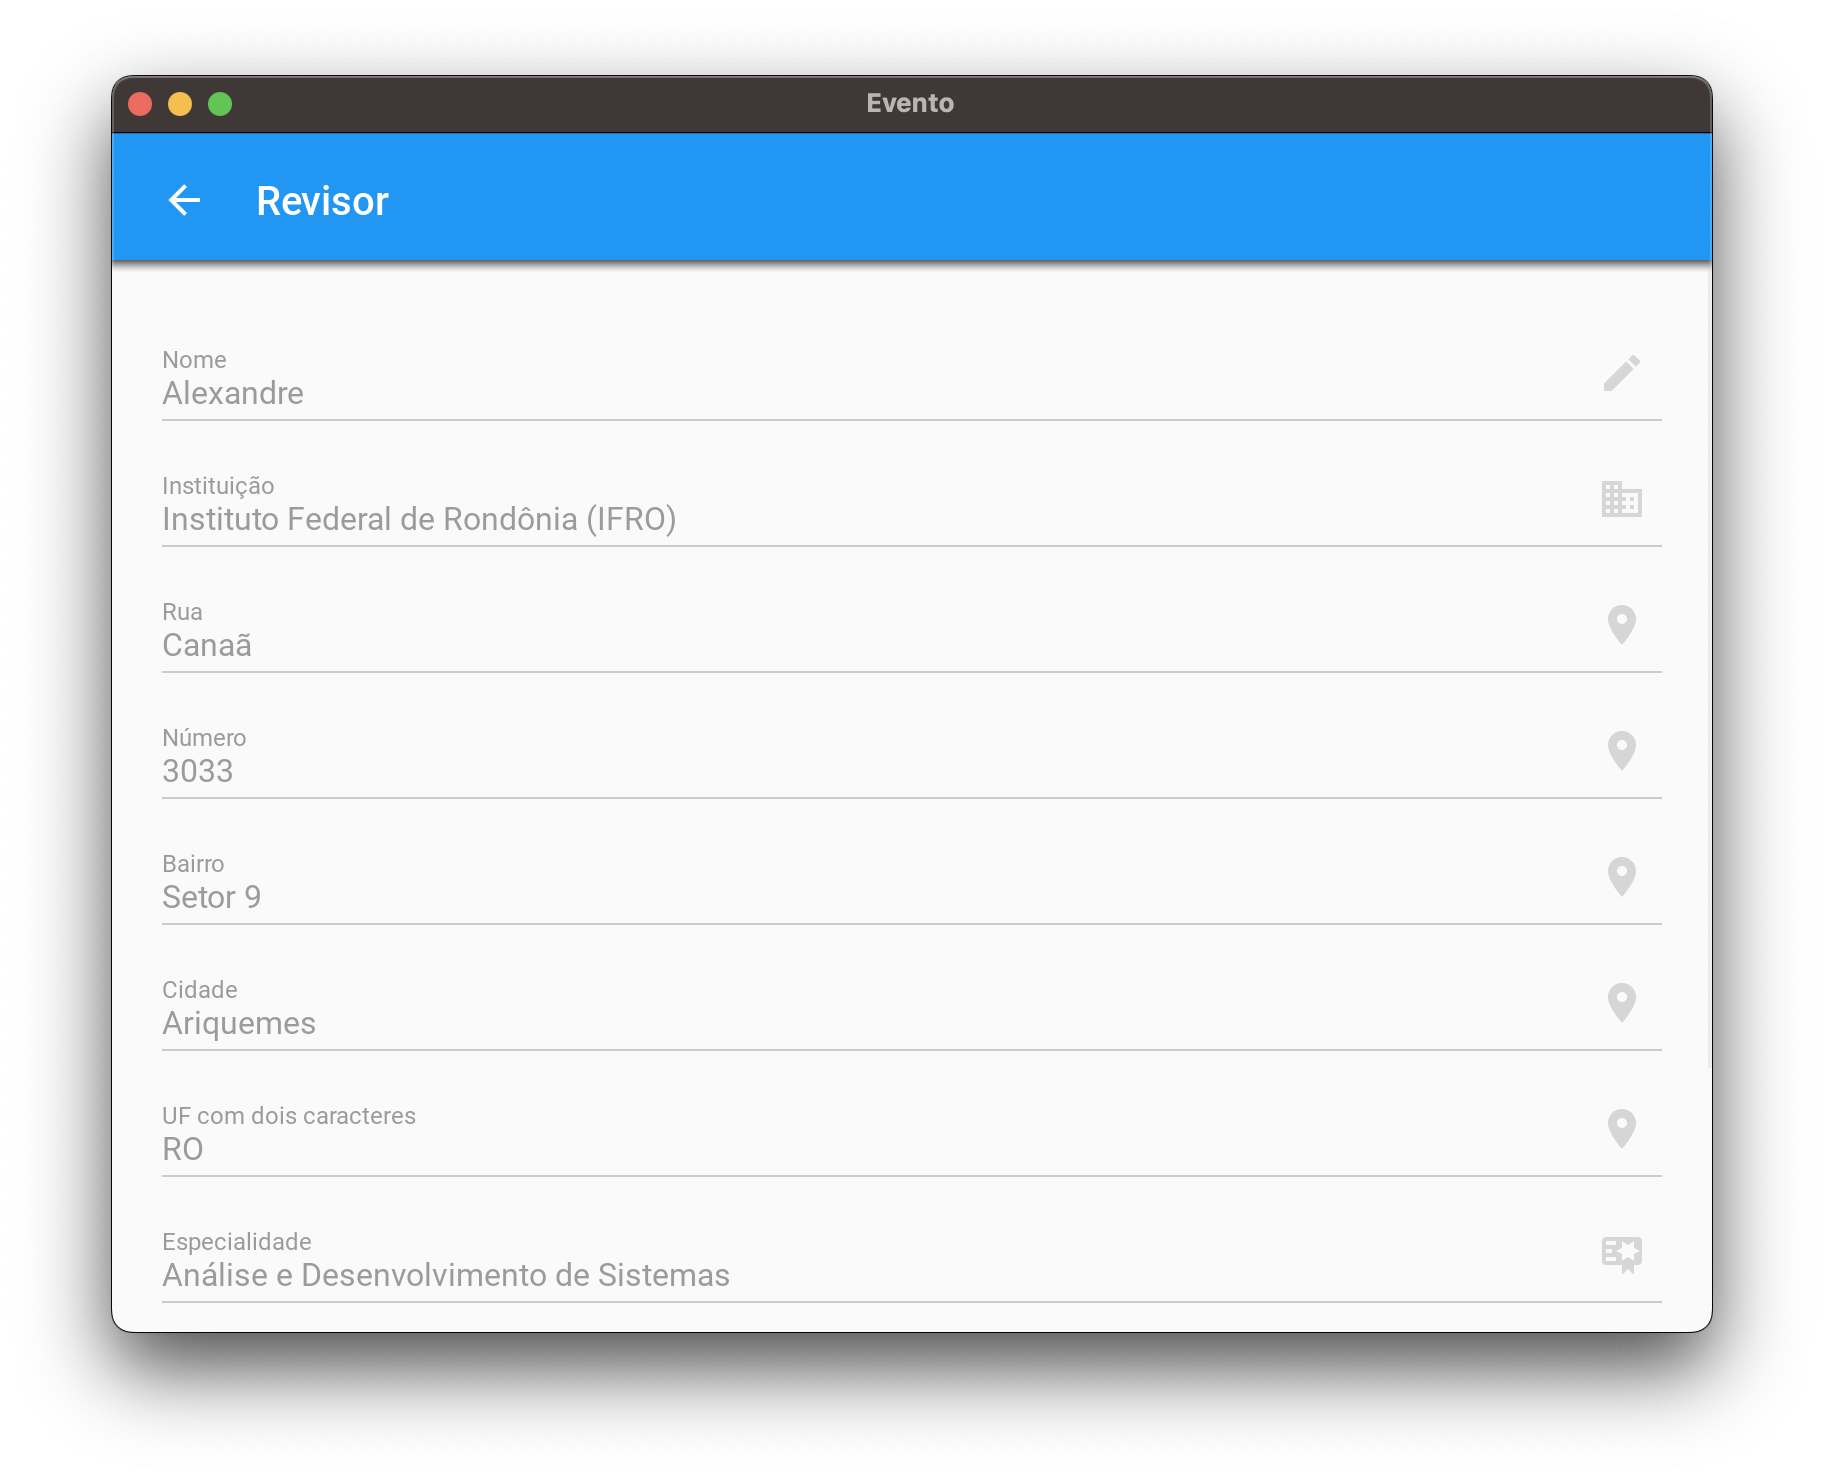 Evento
Revisor
Nome
Alexandre
Instituição
Instituto Federal de Rondônia (IFRO)
Rua
Canaã
Número
3033
Bairro
Setor 9
Cidade
Ariquemes
UF com dois caracteres
RO
Especialidade
Análise e Desenvolvimento de Sistemas